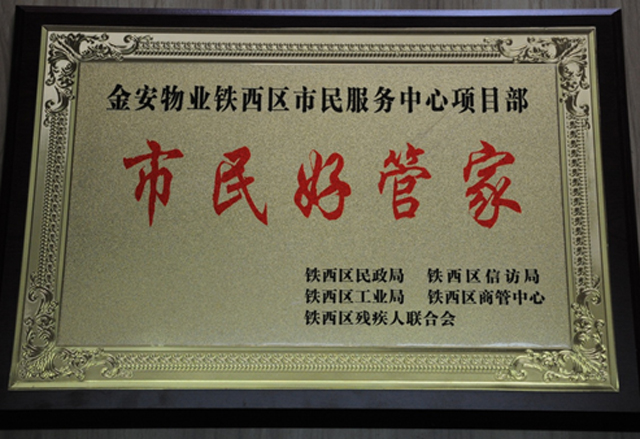 金安物业铁西区市民服务中心项目部
市民好管家
铁西区民政局 铁西区信访局
铁西区工业局 铁西区商管中心
铁西区残疾人联合会